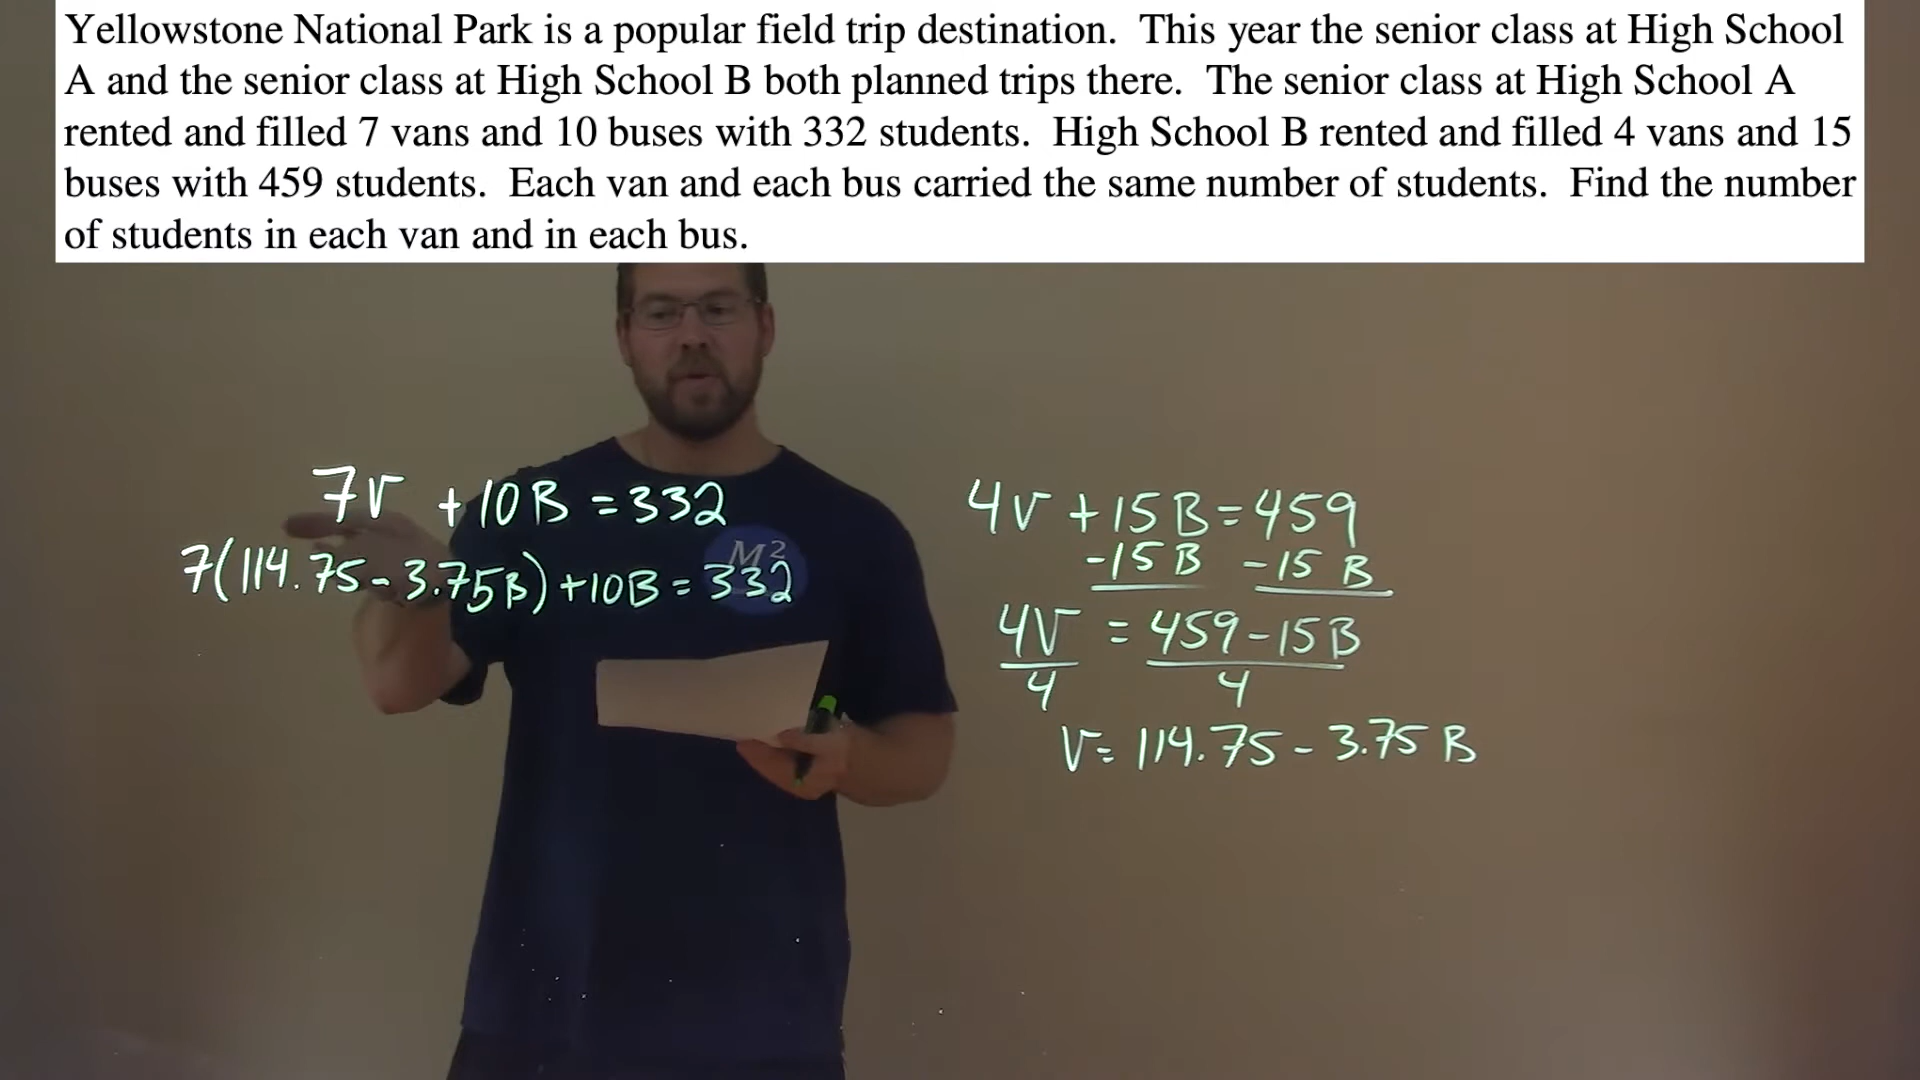 Yellowstone National Park is a popular field trip destination. This year the senior class at High School
A and the senior class at High School B both planned trips there. The senior class at High School A
rented and filled 7 vans and 10 buses with 332 students. High School B rented and filled 4 vans and 15
buses with 459 students. Each van and each bus carried the same number of students. Find the number
of students in each van and in each bus.
7V + 10B = 332
7(114.75 - 3.75B) + 10B = 332
M²
4V + 15B = 459
-15B -15B
4V = 459 - 15B
4 4
V = 114.75 - 3.75B